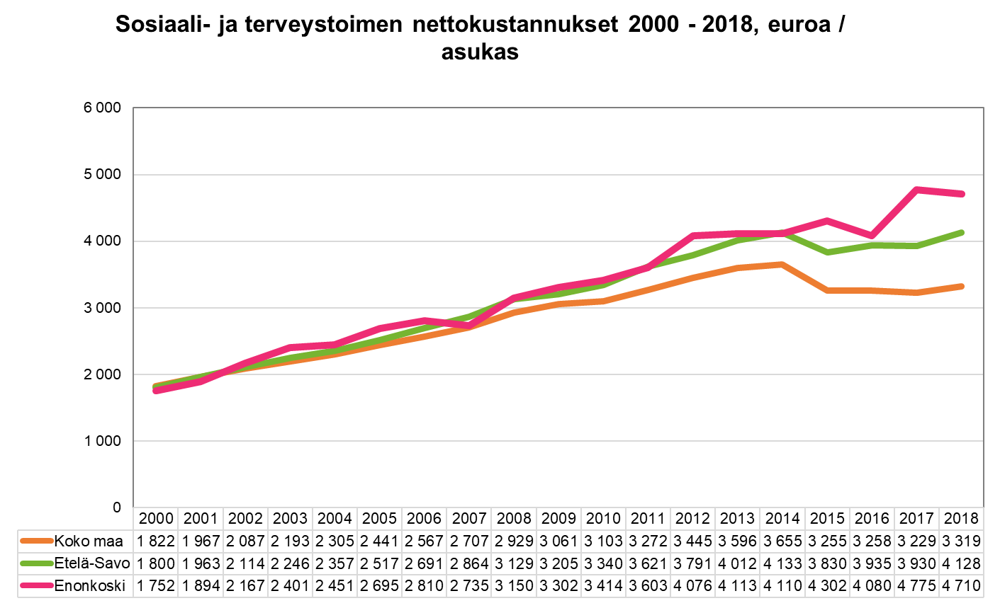 Sosiaali- ja terveystoimen nettokustannukset 2000 - 2018, euroa /
asukas
6 000
5 000
4 000
3 000
2 000
1 000
0
2000 2001 2002 2003 2004 2005 2006 2007 2008 2009 2010 2011 2012 2013 2014 2015 2016 2017 2018
Koko maa 1 822 1 967 2 087 2 193 2 305 2 441 2 567 2 707 2 929 3 061 3 103 3 272 3 445 3 596 3 655 3 255 3 258 3 229 3 319
Etelä-Savo 1 800 1 963 2 114 2 246 2 357 2 517 2 691 2 864 3 129 3 205 3 340 3 621 3 791 4 012 4 133 3 830 3 935 3 930 4 128
Enonkoski 1 752 1 894 2 167 2 401 2 451 2 695 2 810 2 735 3 150 3 302 3 414 3 603 4 076 4 113 4 110 4 302 4 080 4 775 4 710